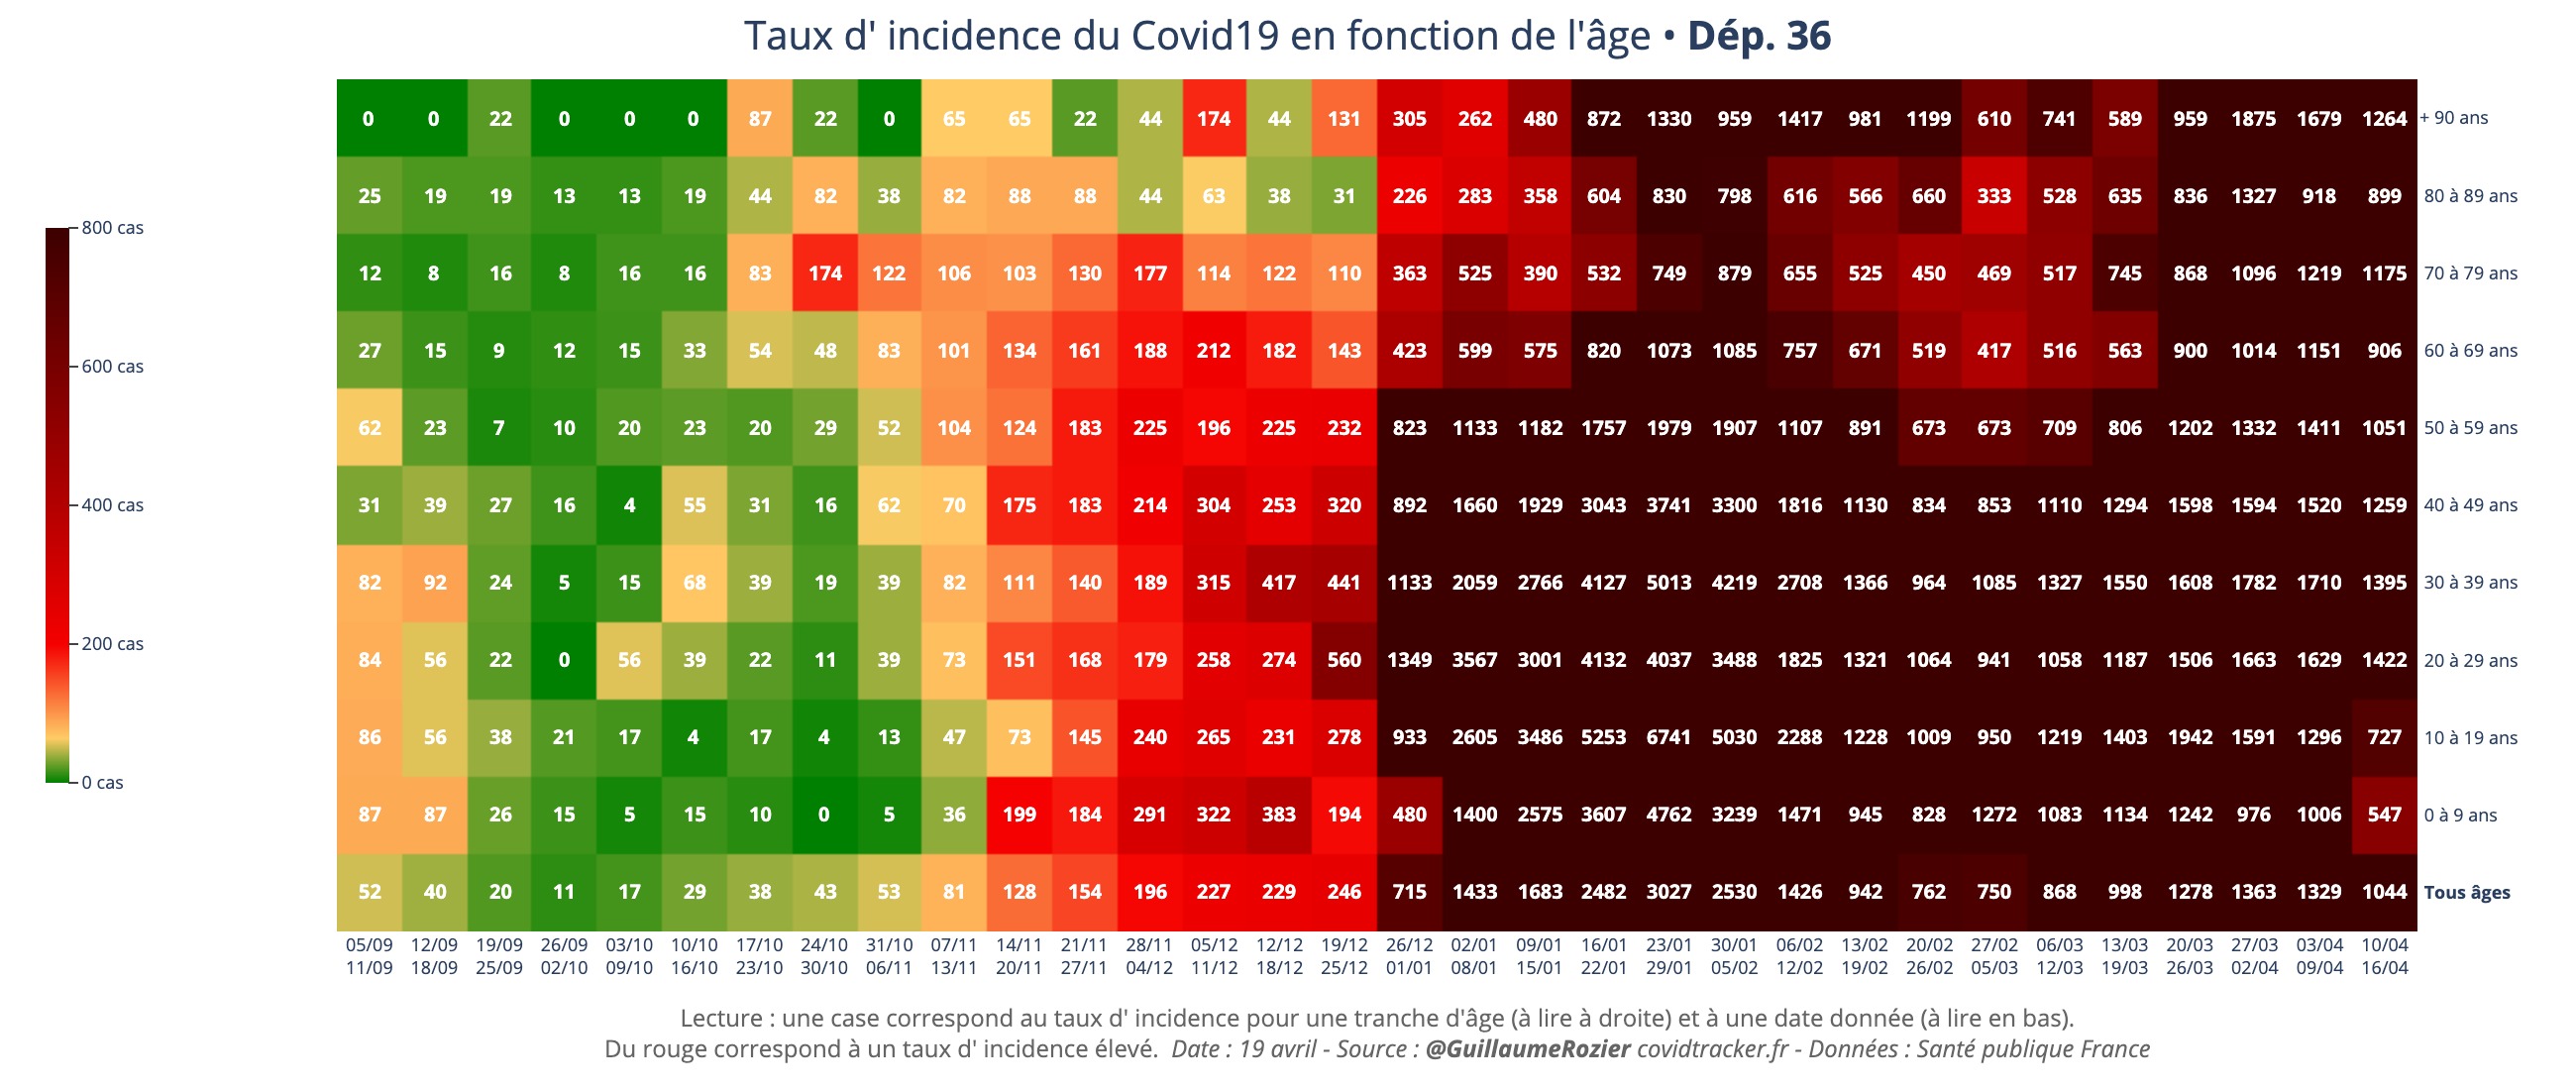 Taux d' incidence du Covid19 en fonction de l'âge • Dép. 36
0 0 22 0 0 0 87 22 0 65 65 22 44 174 44 131 305 262 480 872 1330 959 1417 981 1199 610 741 589 959 1875 1679 1264 + 90 ans
25 19 19 13 13 19 44 82 38 82 88 88 44 63 38 31 226 283 358 604 830 798 616 566 660 333 528 635 836 1327 918 899 80 à 89 ans
800 cas
12 8 16 8 16 16 83 174 122 106 103 130 177 114 122 110 363 525 390 532 749 879 655 525 450 469 517 745 868 1096 1219 1175 70 à 79 ans
27 15 9 12 15 33 54 48 83 101 134 161 188 212 182 143 423 599 575 820 1073 1085 757 671 519 417 516 563 900 1014 1151 906 60 à 69 ans
600 cas
62 23 7 10 20 23 20 29 52 104 124 183 225 196 225 232 823 1133 1182 1757 1979 1907 1107 891 673 673 709 806 1202 1332 1411 1051 50 à 59 ans
400 cas
31 39 27 16 4 55 31 16 62 70 175 183 214 304 253 320 892 1660 1929 3043 3741 3300 1816 1130 834 853 1110 1294 1598 1594 1520 1259 40 à 49 ans
82 92 24 5 15 68 39 19 39 82 111 140 189 315 417 441 1133 2059 2766 4127 5013 4219 2708 1366 964 1085 1327 1550 1608 1782 1710 1395 30 à 39 ans
200 cas
84 56 22 0 56 39 22 11 39 73 151 168 179 258 274 560 1349 3567 3001 4132 4037 3488 1825 1321 1064 941 1058 1187 1506 1663 1629 1422 20 à 29 ans
86 56 38 21 17 4 17 4 13 47 73 145 240 265 231 278 933 2605 3486 5253 6741 5030 2288 1228 1009 950 1219 1403 1942 1591 1296 727 10 à 19 ans
0 cas
87 87 26 15 5 15 10 0 5 36 199 184 291 322 383 194 480 1400 2575 3607 4762 3239 1471 945 828 1272 1083 1134 1242 976 1006 547 0 à 9 ans
52 40 20 11 17 29 38 43 53 81 128 154 196 227 229 246 715 1433 1683 2482 3027 2530 1426 942 762 750 868 998 1278 1363 1329 1044 Tous âges
05/09 12/09 19/09 26/09 03/10 10/10 17/10 24/10 31/10 07/11 14/11 21/11 28/11 05/12 12/12 19/12 26/12 02/01 09/01 16/01 23/01 30/01 06/02 13/02 20/02 27/02 06/03 13/03 20/03 27/03 03/04 10/04
11/09 18/09 25/09 02/10 09/10 16/10 23/10 30/10 06/11 13/11 20/11 27/11 04/12 11/12 18/12 25/12 01/01 08/01 15/01 22/01 29/01 05/02 12/02 19/02 26/02 05/03 12/03 19/03 26/03 02/04 09/04 16/04
Lecture : une case correspond au taux d' incidence pour une tranche d'âge (à lire à droite) et à une date donnée (à lire en bas).
Du rouge correspond à un taux d' incidence élevé. Date : 19 avril - Source : @GuillaumeRozier covidtracker.fr - Données : Santé publique France